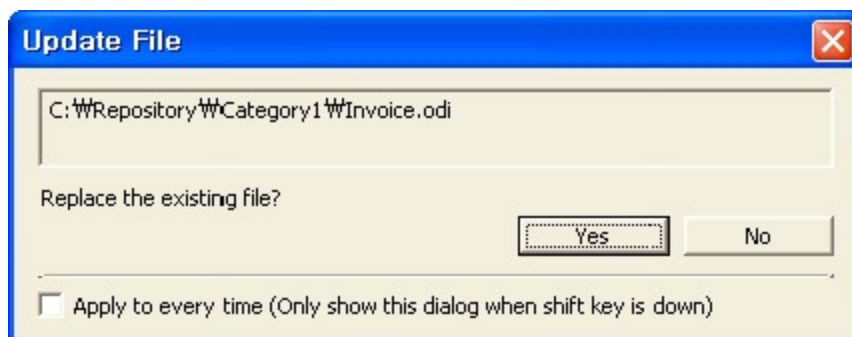 Update File
C:₩Repository₩Category1₩Invoice.odi
Replace the existing file?
Yes No
Apply to every time (Only show this dialog when shift key is down)